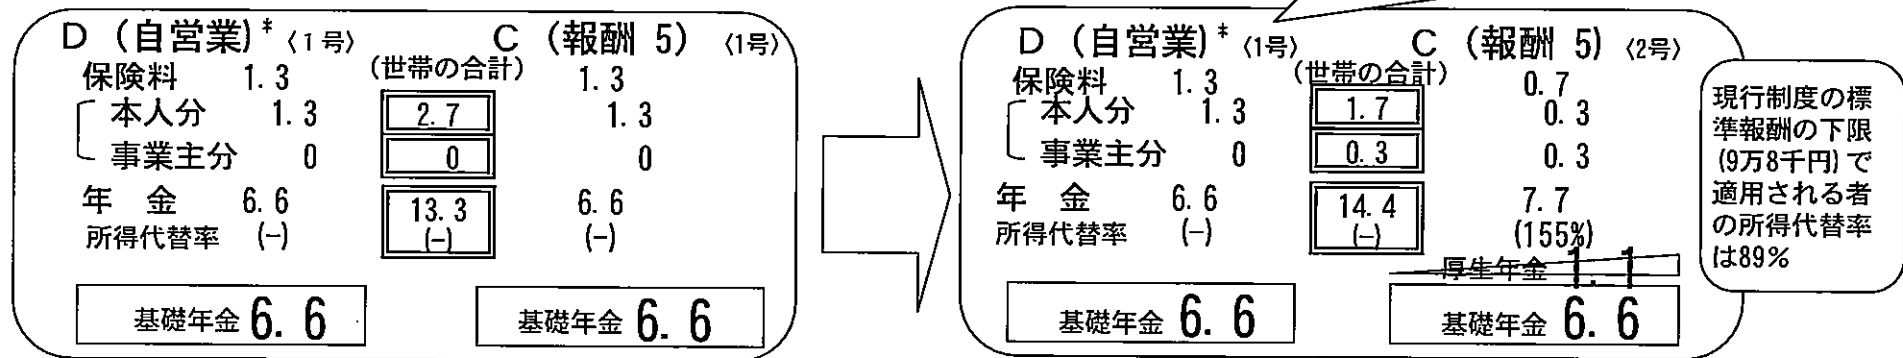 D (自営業)* 〈1号〉 C (報酬 5) 〈1号〉
保険料 1.3 (世帯の合計) 1.3
本人分 1.3 2.7 1.3
事業主分 0 0 0
年 金 6.6 13.3 6.6
所得代替率 (-) (-) (-)
基礎年金 6.6 基礎年金 6.6
D (自営業)* 〈1号〉 C (報酬 5) 〈2号〉
保険料 1.3 (世帯の合計) 0.7
本人分 1.3 1.7 0.3
事業主分 0 0.3 0.3
年 金 6.6 14.4 7.7
所得代替率 (-) (-) (155%)
厚生年金 1.1
基礎年金 6.6 基礎年金 6.6
現行制度の標
準報酬の下限
(9万8千円)で
適用される者
の所得代替率
は89%